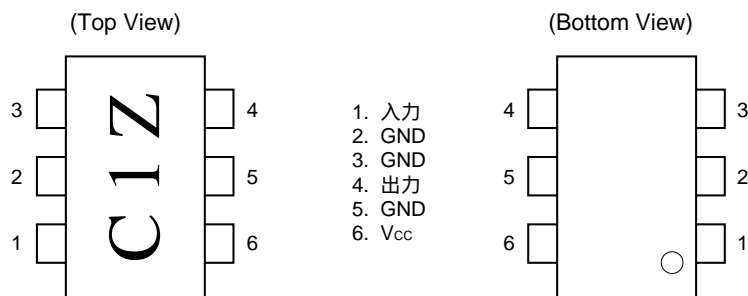 (Top View)
3
2
1
C1Z
4
5
6
1. 入力
2. GND
3. GND
4. 出力
5. GND
6. Vcc
(Bottom View)
4
5
6
3
2
1